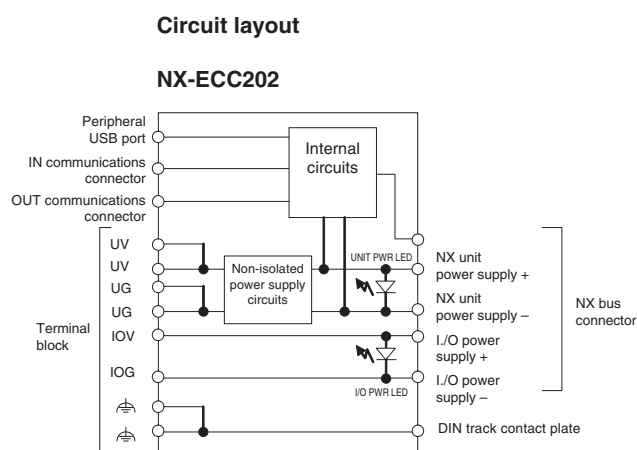 Circuit layout
NX-ECC202
Peripheral
USB port
IN communications
connector
OUT communications
connector
Internal
circuits
UV
UV
UG
UG
IOV
IOG
Terminal
block
Non-isolated
power supply
circuits
UNIT PWR LED
I/O PWR LED
NX unit
power supply +
NX unit
power supply –
I./O power
supply +
I./O power
supply –
NX bus
connector
DIN track contact plate